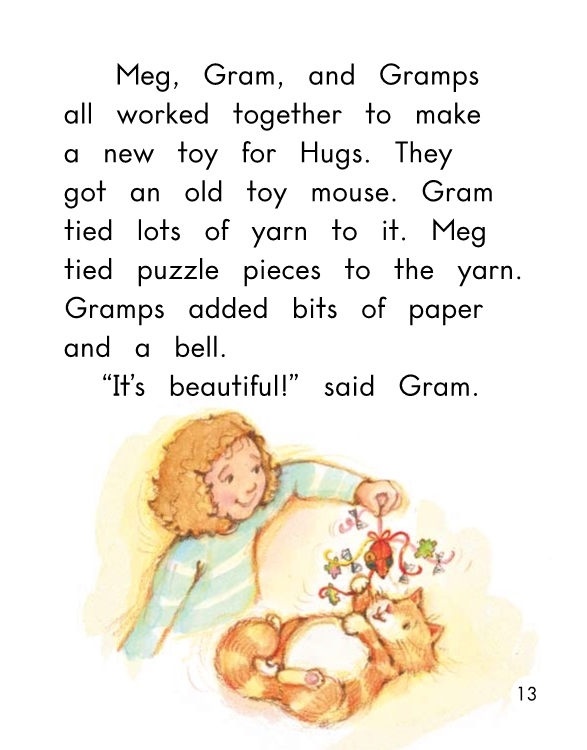 Meg, Gram, and Gramps
all worked together to make
a new toy for Hugs. They
got an old toy mouse. Gram
tied lots of yarn to it. Meg
tied puzzle pieces to the yarn.
Gramps added bits of paper
and a bell.
“It’s beautiful!” said Gram.
13